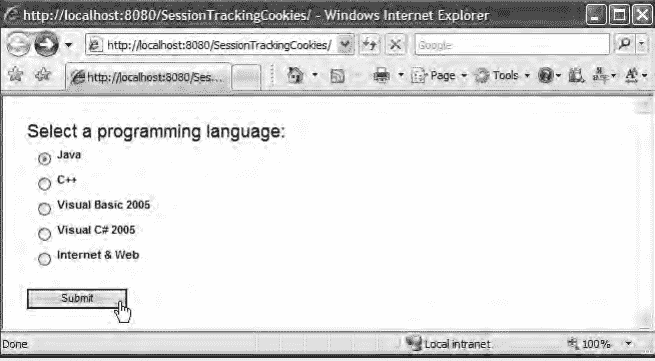 http://localhost:8080/SessionTrackingCookies/ - Windows Internet Explorer
http://localhost:8080/SessionTrackingCookies/ Google
http://localhost:8080/Ses... Page Tools
Select a programming language:
Java
C++
Visual Basic 2005
Visual C# 2005
Internet & Web
Submit
Done Local intranet 100%